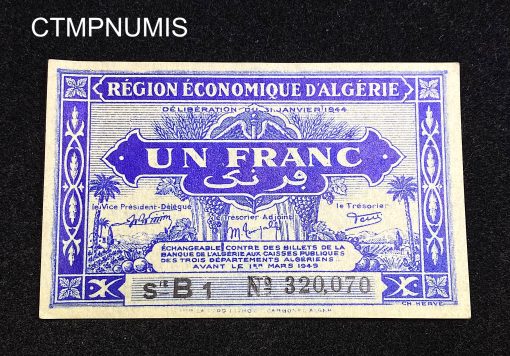 CTMPNUMIS
RÉGION ÉCONOMIQUE D'ALGÉRIE
DÉLIBÉRATION DU 31 JANVIER 1944
UN FRANC
فرنك
le Vice Président-Délégué
le Trésorier Adjoint
le Trésorier
ÉCHANGEABLE CONTRE DES BILLETS DE LA
BANQUE DE L'ALGÉRIE AUX CAISSES PUBLIQUES
DES TROIS DÉPARTEMENTS ALGÉRIENS
AVANT LE 1ER MARS 1949
SIE B1 No 320,070
CH. HERVÉ